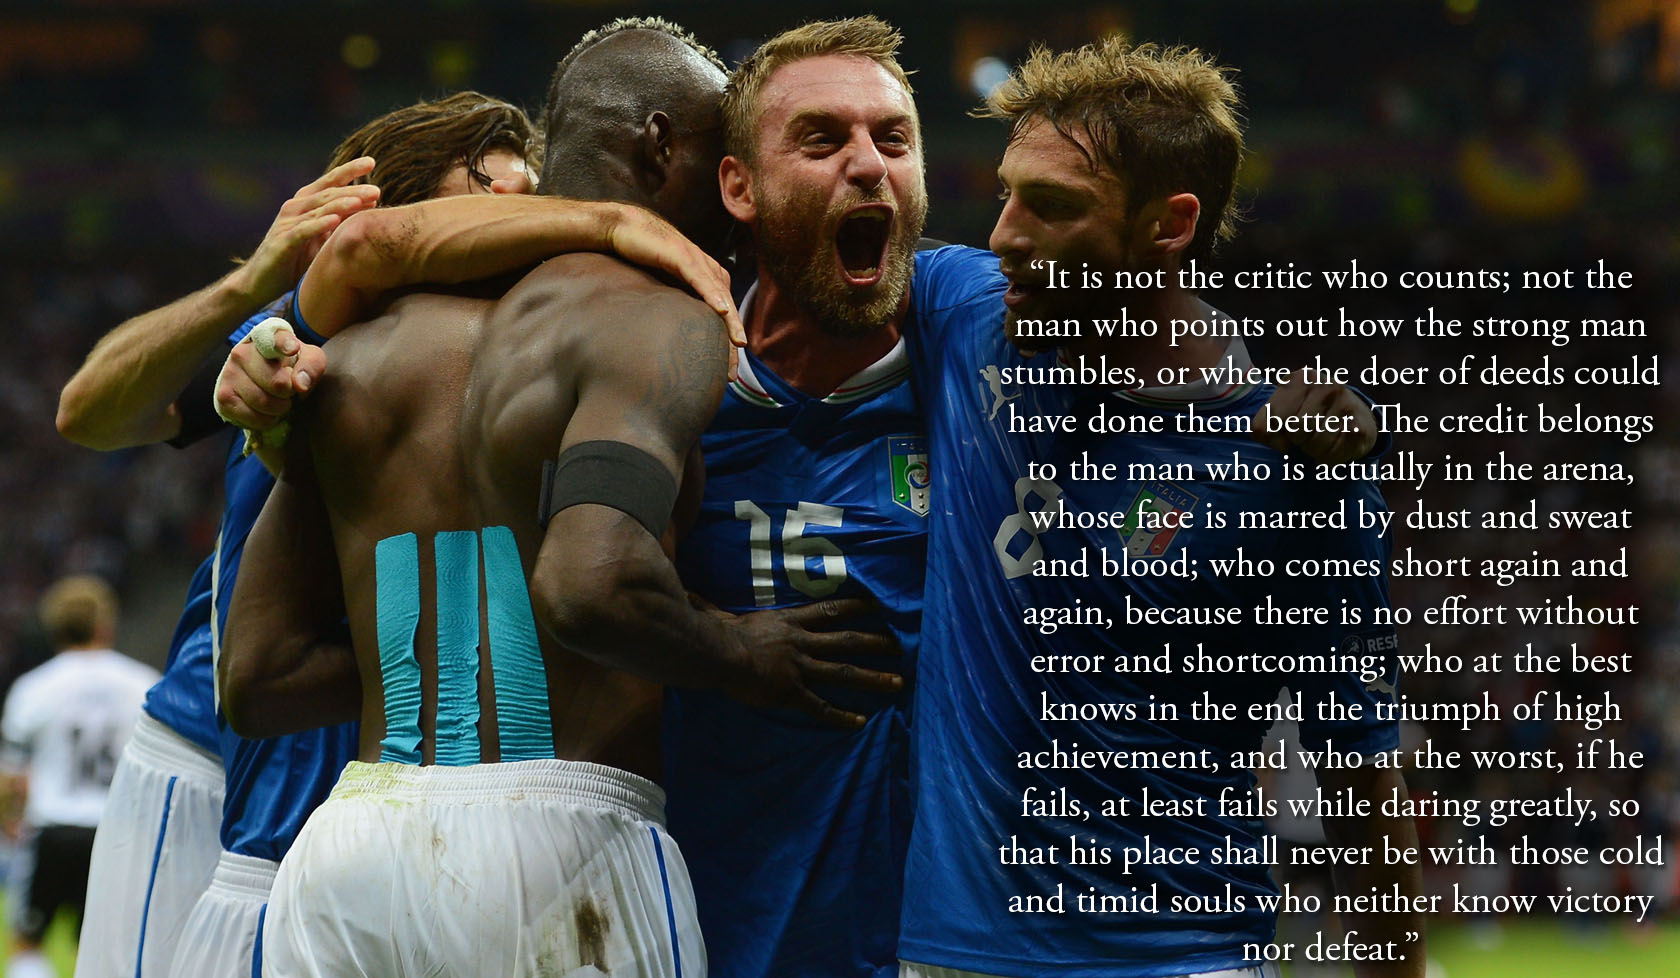 “It is not the critic who counts; not the
man who points out how the strong man
stumbles, or where the doer of deeds could
have done them better. The credit belongs
to the man who is actually in the arena,
whose face is marred by dust and sweat
and blood; who comes short again and
again, because there is no effort without
error and shortcoming; who at the best
knows in the end the triumph of high
achievement, and who at the worst, if he
fails, at least fails while daring greatly, so
that his place shall never be with those cold
and timid souls who neither know victory
nor defeat.”
16
8
ITALIA